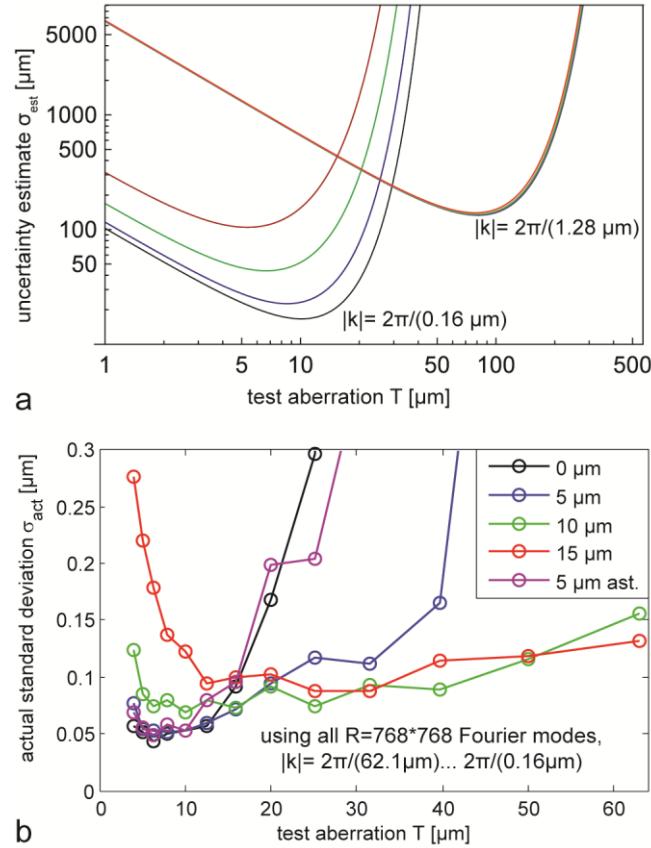 5000
1000
500
100
50
uncertainty estimate σest [µm]
|k|= 2π/(1.28 µm)
|k|= 2π/(0.16 µm)
1 5 10 50 100 500
test aberration T [µm]
a
0.3
0.25
0.2
0.15
0.1
0.05
0
actual standard deviation σact [µm]
0 µm
5 µm
10 µm
15 µm
5 µm ast.
using all R=768*768 Fourier modes,
|k|= 2π/(62.1µm)... 2π/(0.16µm)
0 10 20 30 40 50 60
test aberration T [µm]
b